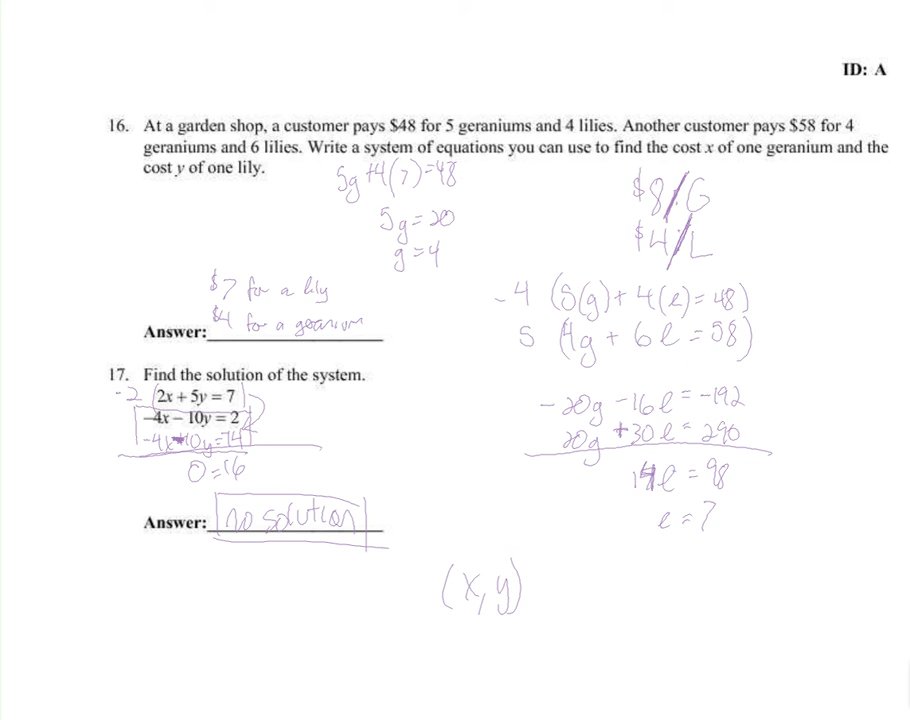 ID: A
16. At a garden shop, a customer pays $48 for 5 geraniums and 4 lilies. Another customer pays $58 for 4
geraniums and 6 lilies. Write a system of equations you can use to find the cost x of one geranium and the
cost y of one lily.
5g +4(7)=48
5g=20
g=4
$8/G
$4/L
$7 for a lily
$4 for a geranium
Answer:
-4 (5(g)+4(l)=48)
5 (4g+6l=58)
-20g -16l=-192
20g +30l=290
14l=98
l=7
17. Find the solution of the system.
-2 (2x + 5y = 7)
-4x – 10y = 2
-4x-10y=-14
0=16
Answer: no solution
(x,y)